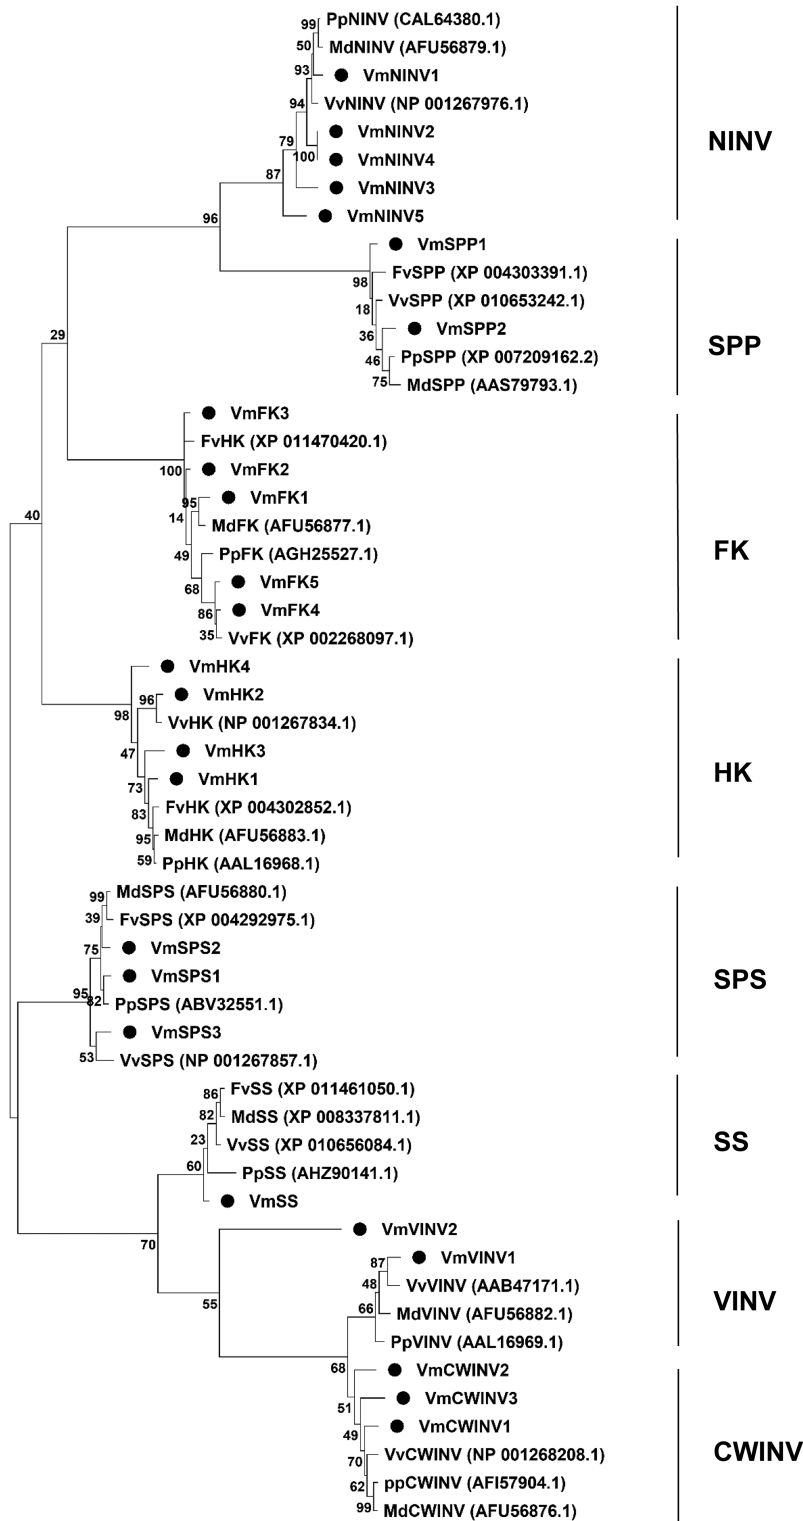 99 PpNINV (CAL64380.1)
50 MdNINV (AFU56879.1)
93 VmNINV1
VvNINV (NP 001267976.1)
94 VmNINV2
79
100 VmNINV4
NINV
87 VmNINV3
96 VmNINV5
VmSPP1
98 FvSPP (XP 004303391.1)
18 VvSPP (XP 010653242.1)
29 36 VmSPP2
SPP
46 PpSPP (XP 007209162.2)
75 MdSPP (AAS79793.1)
VmFK3
FvHK (XP 011470420.1)
100 VmFK2
95 VmFK1
14 MdFK (AFU56877.1)
40
49 PpFK (AGH25527.1)
FK
68 VmFK5
86 VmFK4
35 VvFK (XP 002268097.1)
VmHK4
96 VmHK2
98 VvHK (NP 001267834.1)
47 VmHK3
HK
73 VmHK1
83 FvHK (XP 004302852.1)
95 MdHK (AFU56883.1)
59 PpHK (AAL16968.1)
99 MdSPS (AFU56880.1)
39 FvSPS (XP 004292975.1)
75 VmSPS2
VmSPS1
SPS
95 82 PpSPS (ABV32551.1)
VmSPS3
53 VvSPS (NP 001267857.1)
86 FvSS (XP 011461050.1)
82 MdSS (XP 008337811.1)
23 VvSS (XP 010656084.1)
SS
60 PpSS (AHZ90141.1)
VmSS
70 VmVINV2
87 VmVINV1
48 VvVINV (AAB47171.1)
VINV
55 66 MdVINV (AFU56882.1)
PpVINV (AAL16969.1)
68 VmCWINV2
51 VmCWINV3
49 VmCWINV1
70 VvCWINV (NP 001268208.1)
CWINV
62 ppCWINV (AFI57904.1)
99 MdCWINV (AFU56876.1)